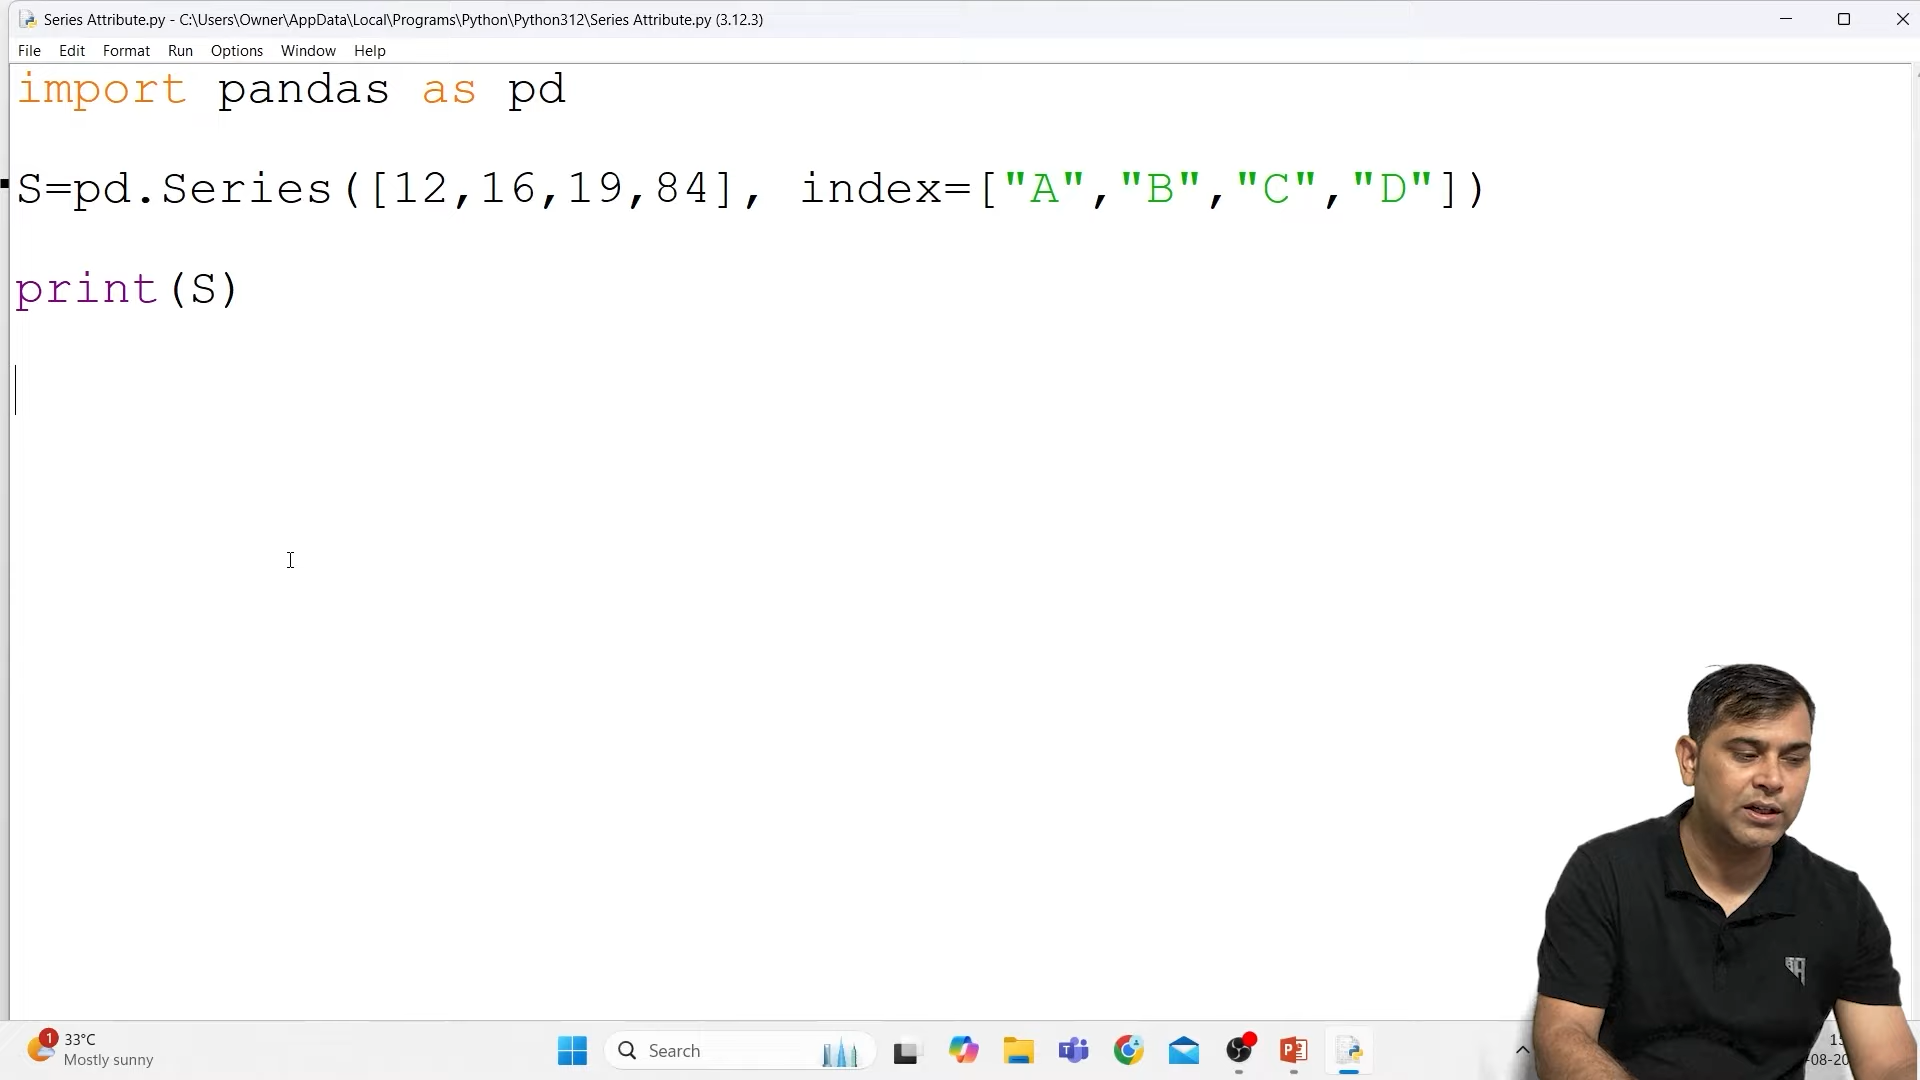 Series Attribute.py - C:\Users\Owner\AppData\Local\Programs\Python\Python312\Series Attribute.py (3.12.3)
File Edit Format Run Options Window Help
import pandas as pd
S=pd.Series([12,16,19,84], index=["A","B","C","D"])
print(S)
1
33°C
Mostly sunny
Search